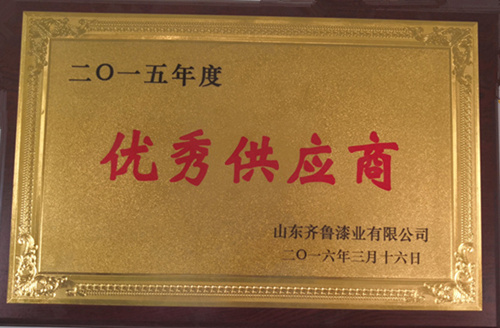 二〇一五年度
优秀供应商
山东齐鲁漆业有限公司
二〇一六年三月十六日